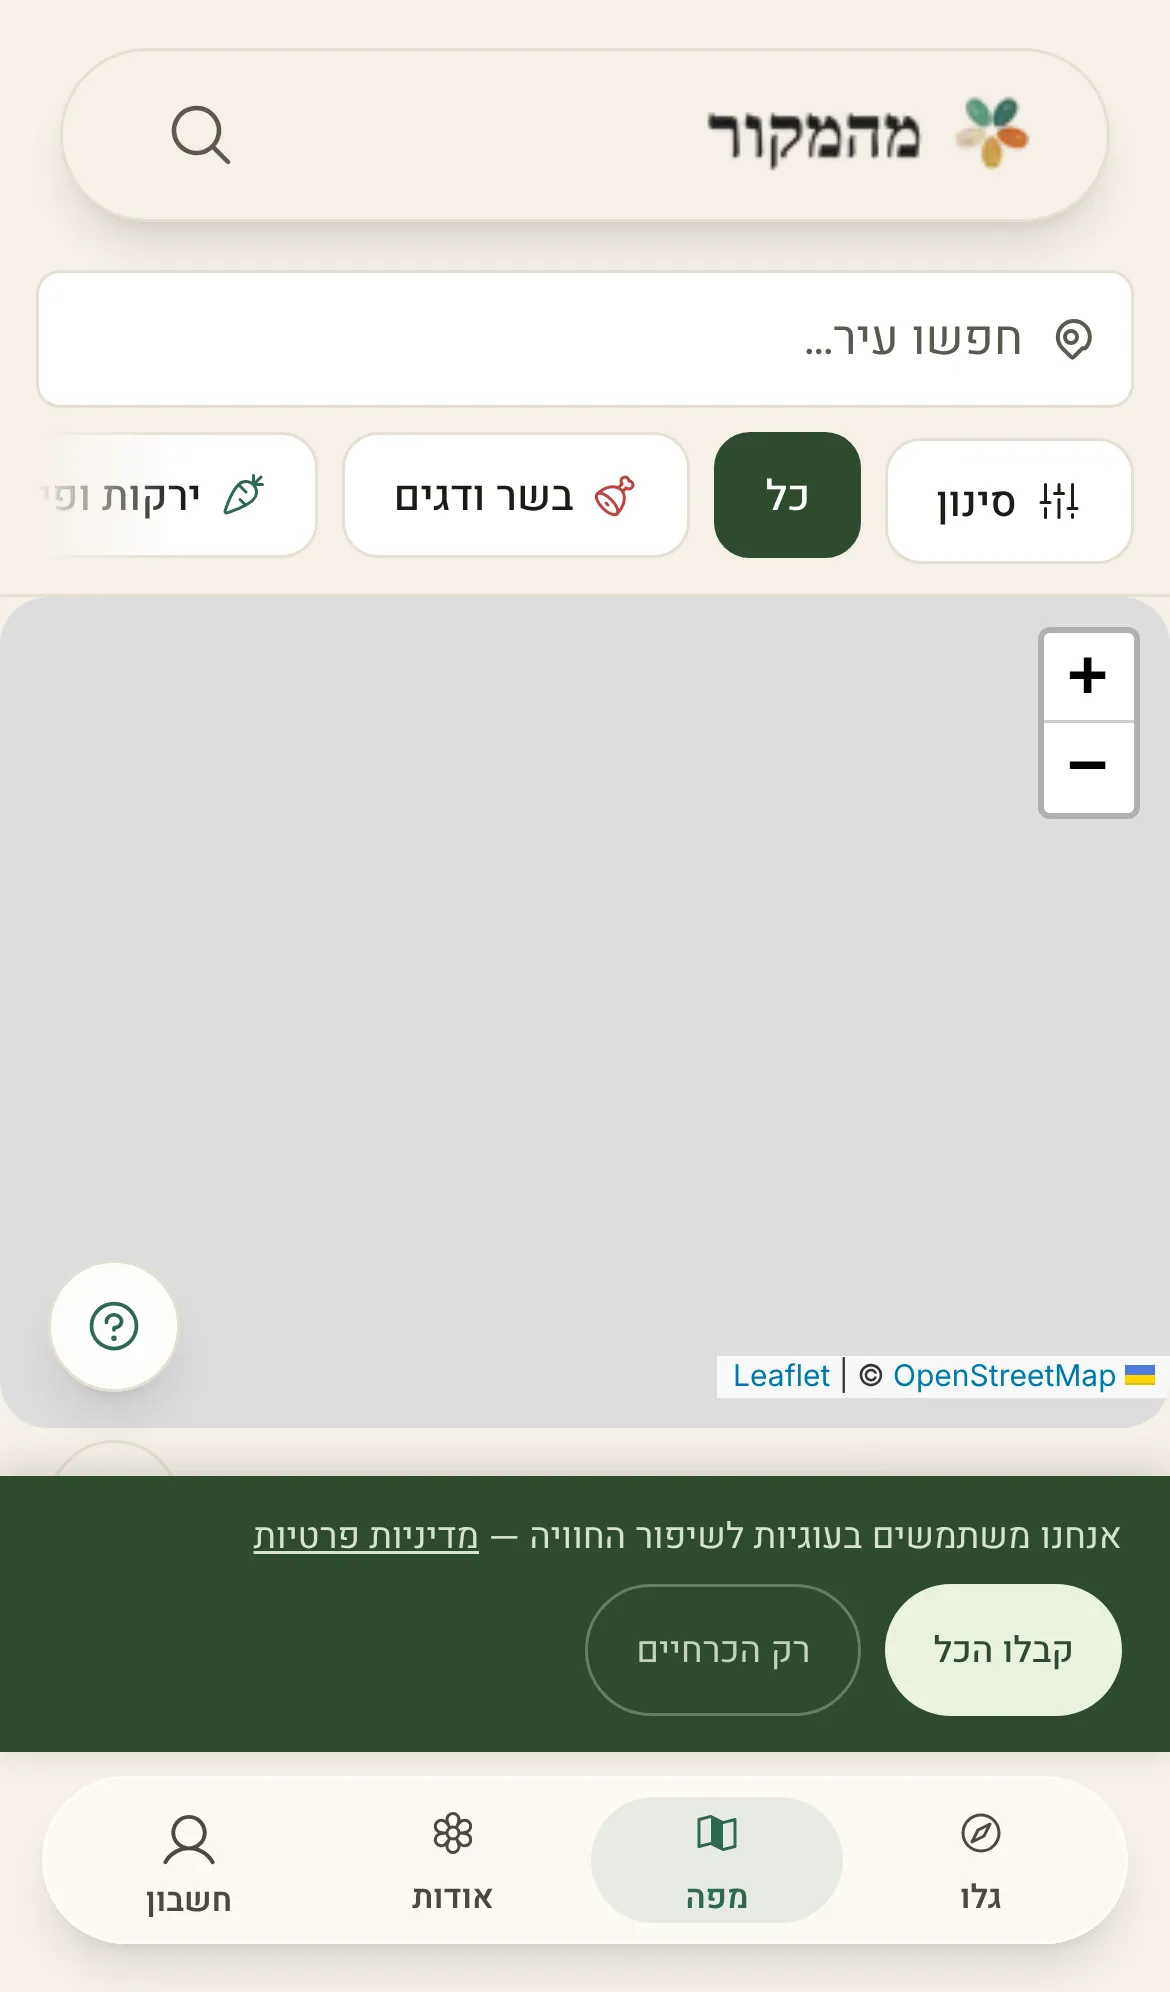 מהמקור
חפשו עיר...
סינון
כל
בשר ודגים
ירקות ופי
+
−
?
Leaflet | © OpenStreetMap
אנחנו משתמשים בעוגיות לשיפור החוויה — מדיניות פרטיות
קבלו הכל
רק הכרחיים
גלו
מפה
אודות
חשבון